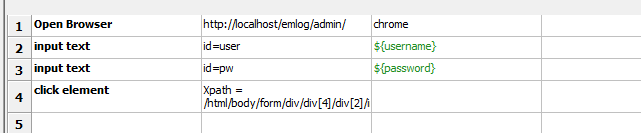 1 Open Browser http://localhost/emlog/admin/ chrome
2 input text id=user ${username}
3 input text id=pw ${password}
4 click element Xpath =
/html/body/form/div/div[4]/div[2]/i
5